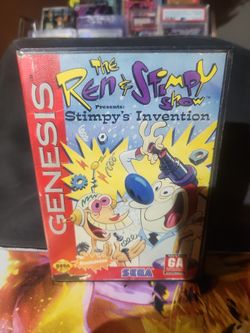 GENESIS
The
Ren & Stimpy
Show
Presents:
Stimpy's Invention
SEGA
GA